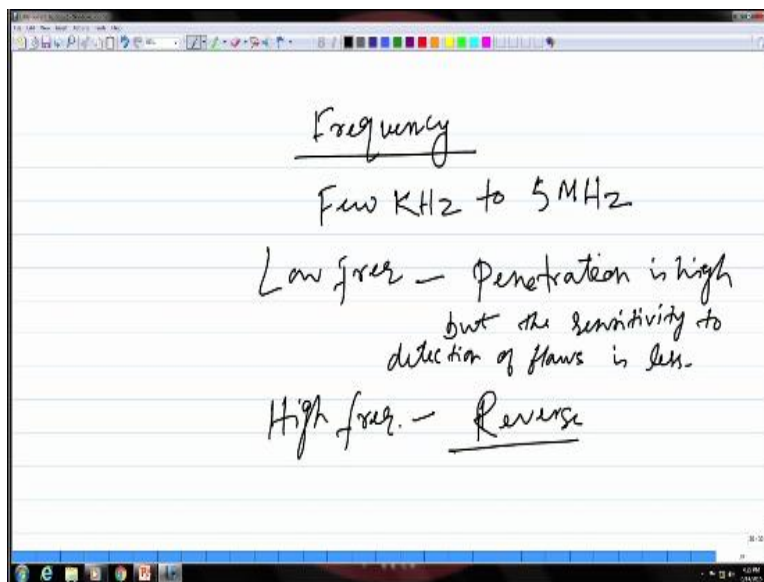 Frequency
Few KHz to 5 MHz
Low freq - Penetration is high
but the sensitivity to
detection of flaws is less.
High freq. - Reverse